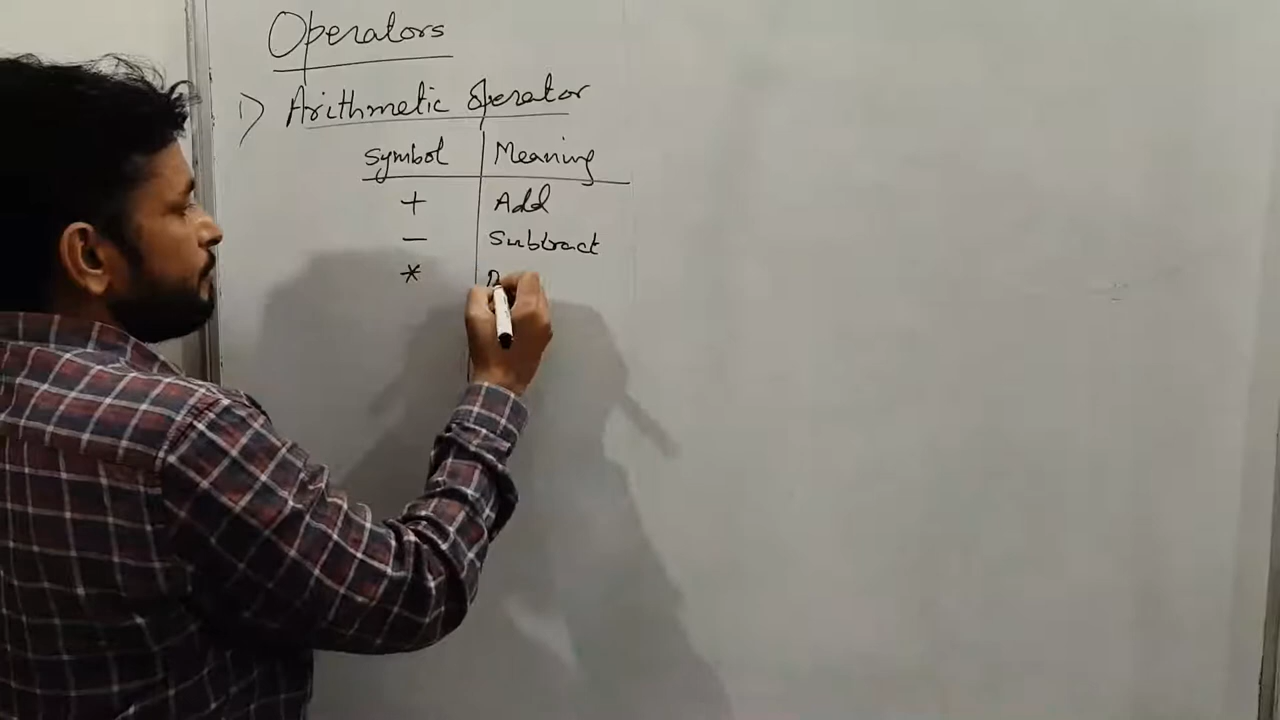 Operators
1) Arithmetic operator
Symbol Meaning
+ Add
- Subtract
*